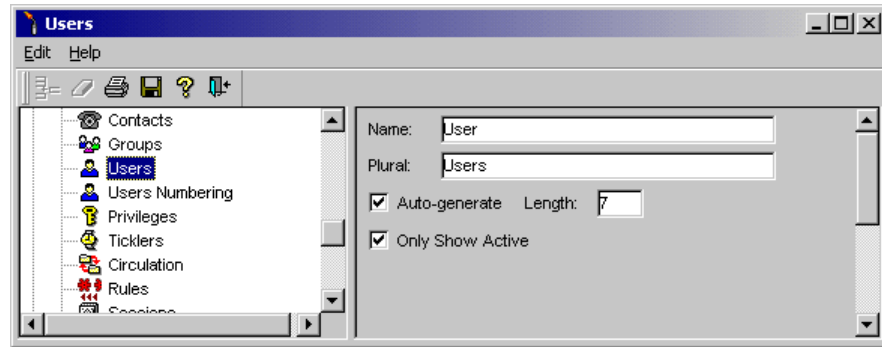 Users
Edit Help
Contacts
Groups
Users
Users Numbering
Privileges
Ticklers
Circulation
Rules
Sessions
Name: User
Plural: Users
Auto-generate Length: 7
Only Show Active